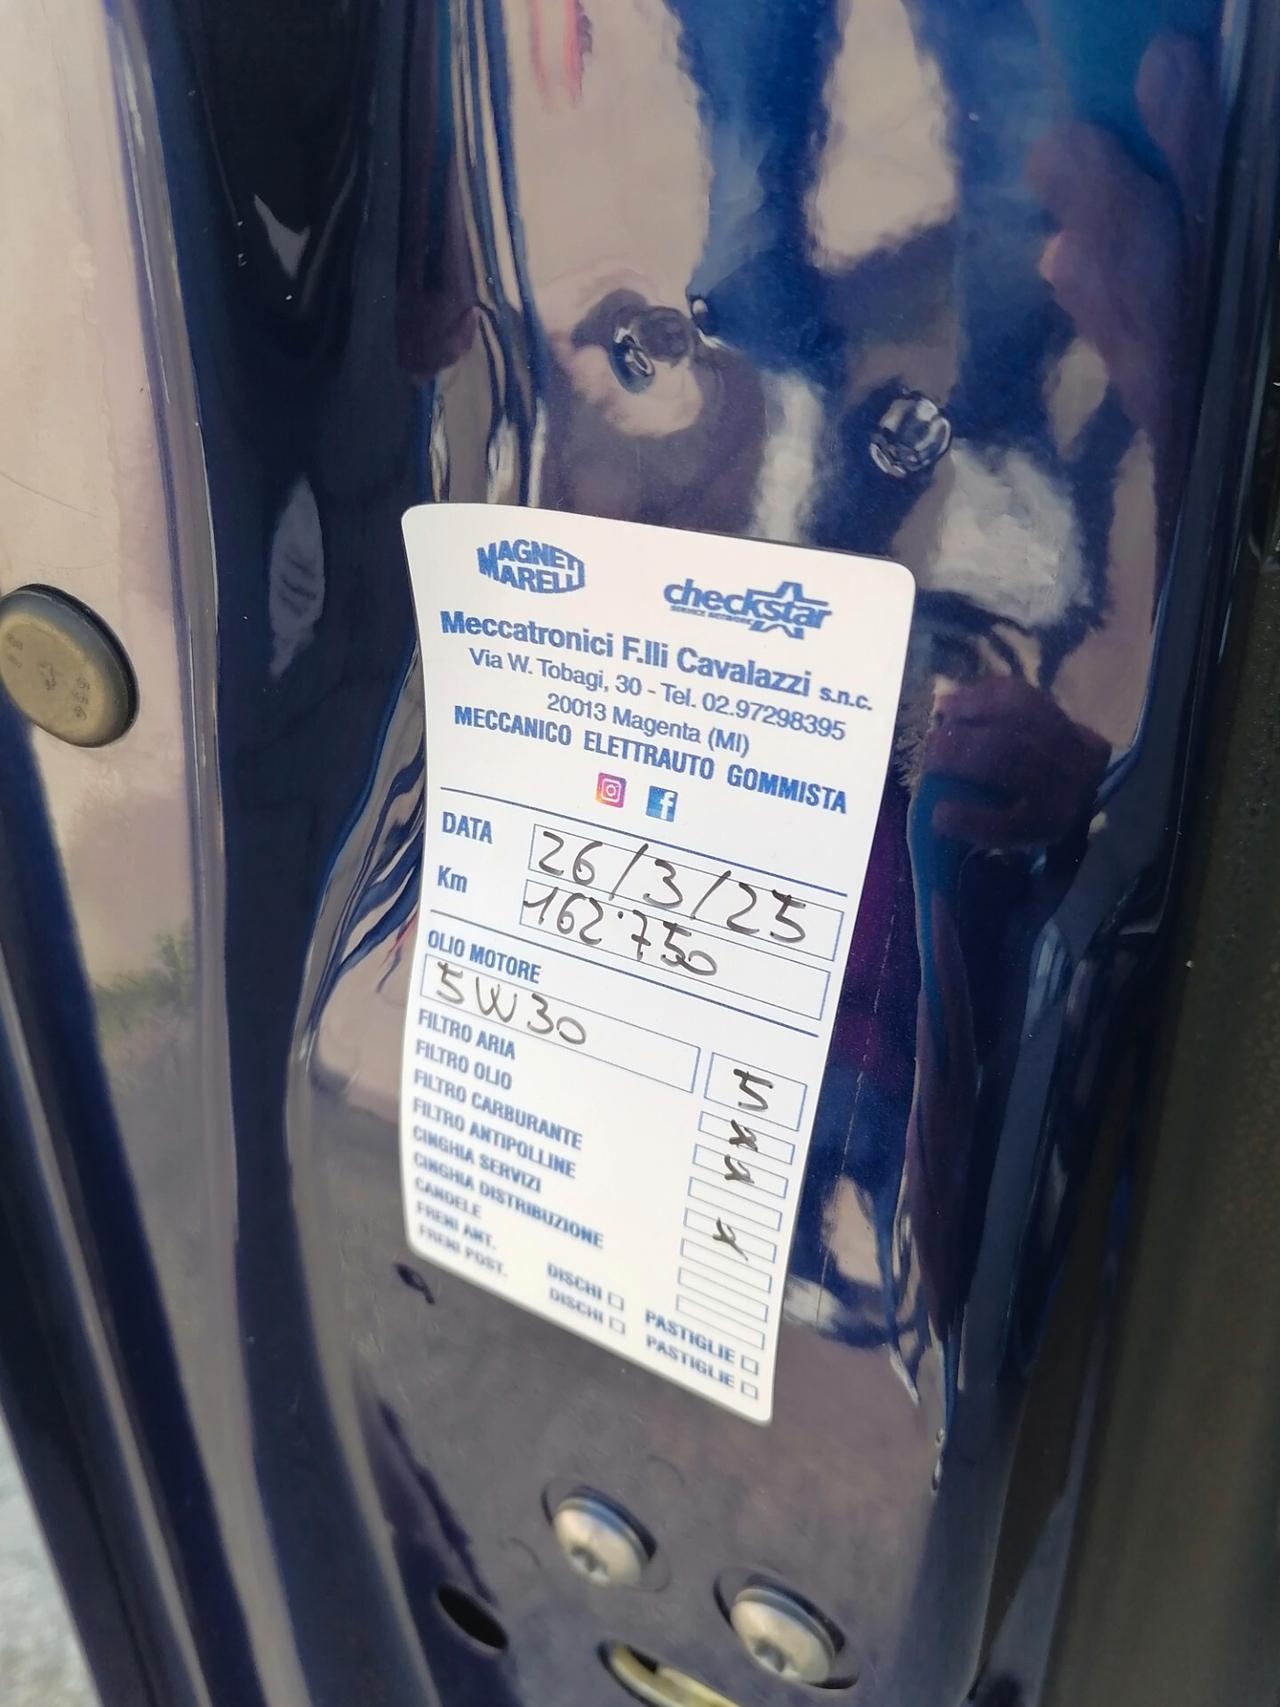 MAGNETI
MARELLI
checkstar
SERVICE NETWORK
Meccatronici F.lli Cavalazzi s.n.c.
Via W. Tobagi, 30 - Tel. 02.97298395
20013 Magenta (MI)
MECCANICO ELETTRAUTO GOMMISTA
DATA 26/3/25
Km 162.750
OLIO MOTORE
5W30 5
FILTRO ARIA x
FILTRO OLIO x
FILTRO CARBURANTE
FILTRO ANTIPOLLINE x
CINGHIA SERVIZI
CINGHIA DISTRIBUZIONE
CANDELE
FRENI ANT. DISCHI □ PASTIGLIE □
FRENI POST. DISCHI □ PASTIGLIE □